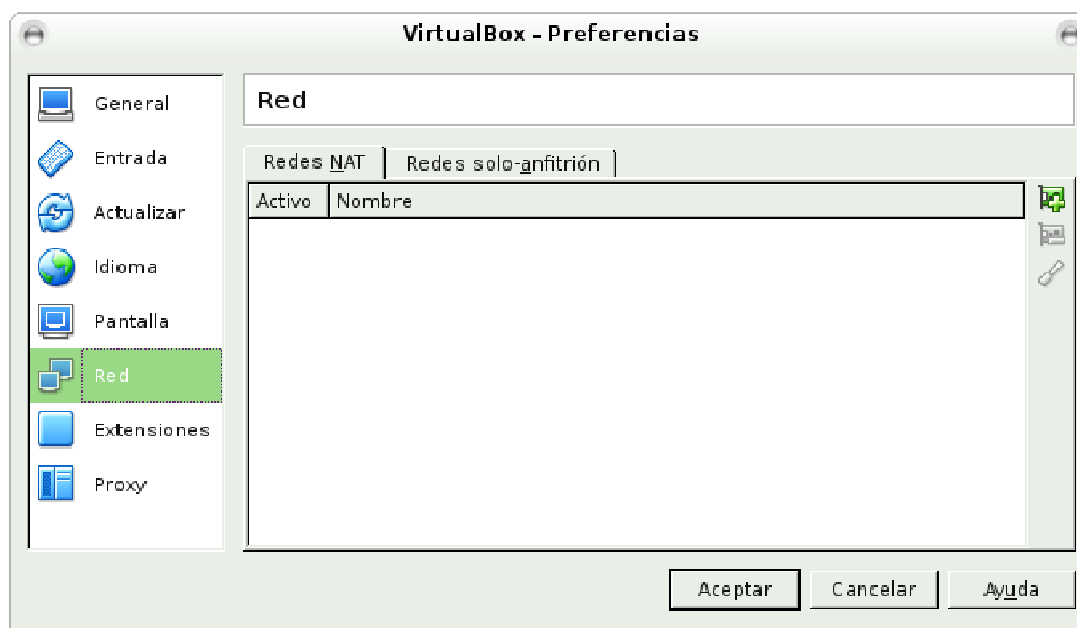 VirtualBox - Preferencias
General
Entrada
Actualizar
Idioma
Pantalla
Red
Extensiones
Proxy
Red
Redes NAT
Redes solo-anfitrión
Activo
Nombre
Aceptar
Cancelar
Ayuda